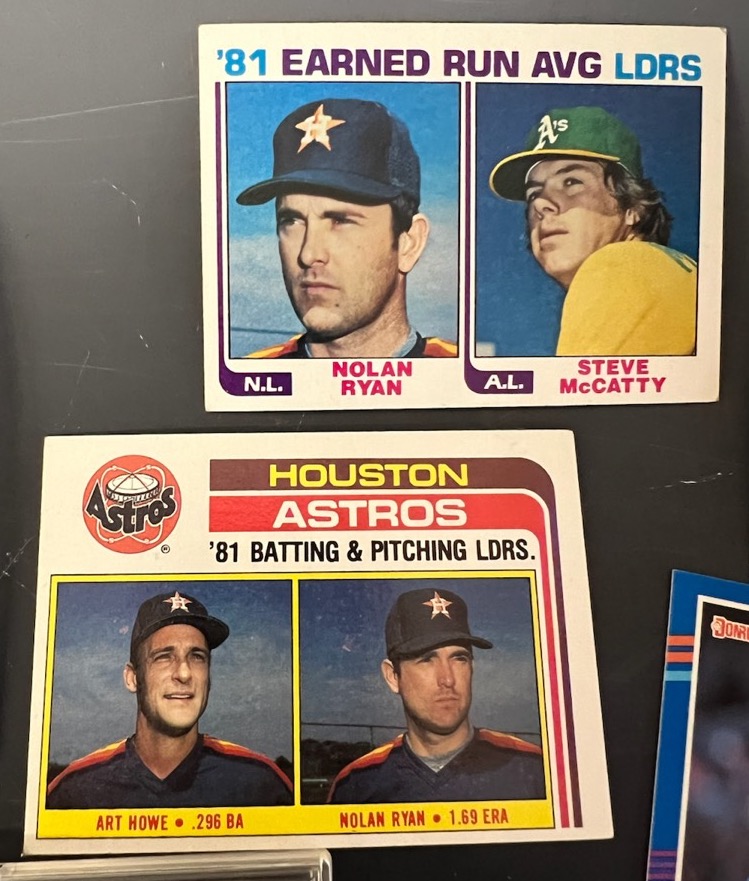 '81 EARNED RUN AVG LDRS
A's
N.L.
NOLAN
RYAN
A.L.
STEVE
McCATTY
Astros
®
HOUSTON
ASTROS
'81 BATTING & PITCHING LDRS.
ART HOWE • .296 BA
NOLAN RYAN • 1.69 ERA